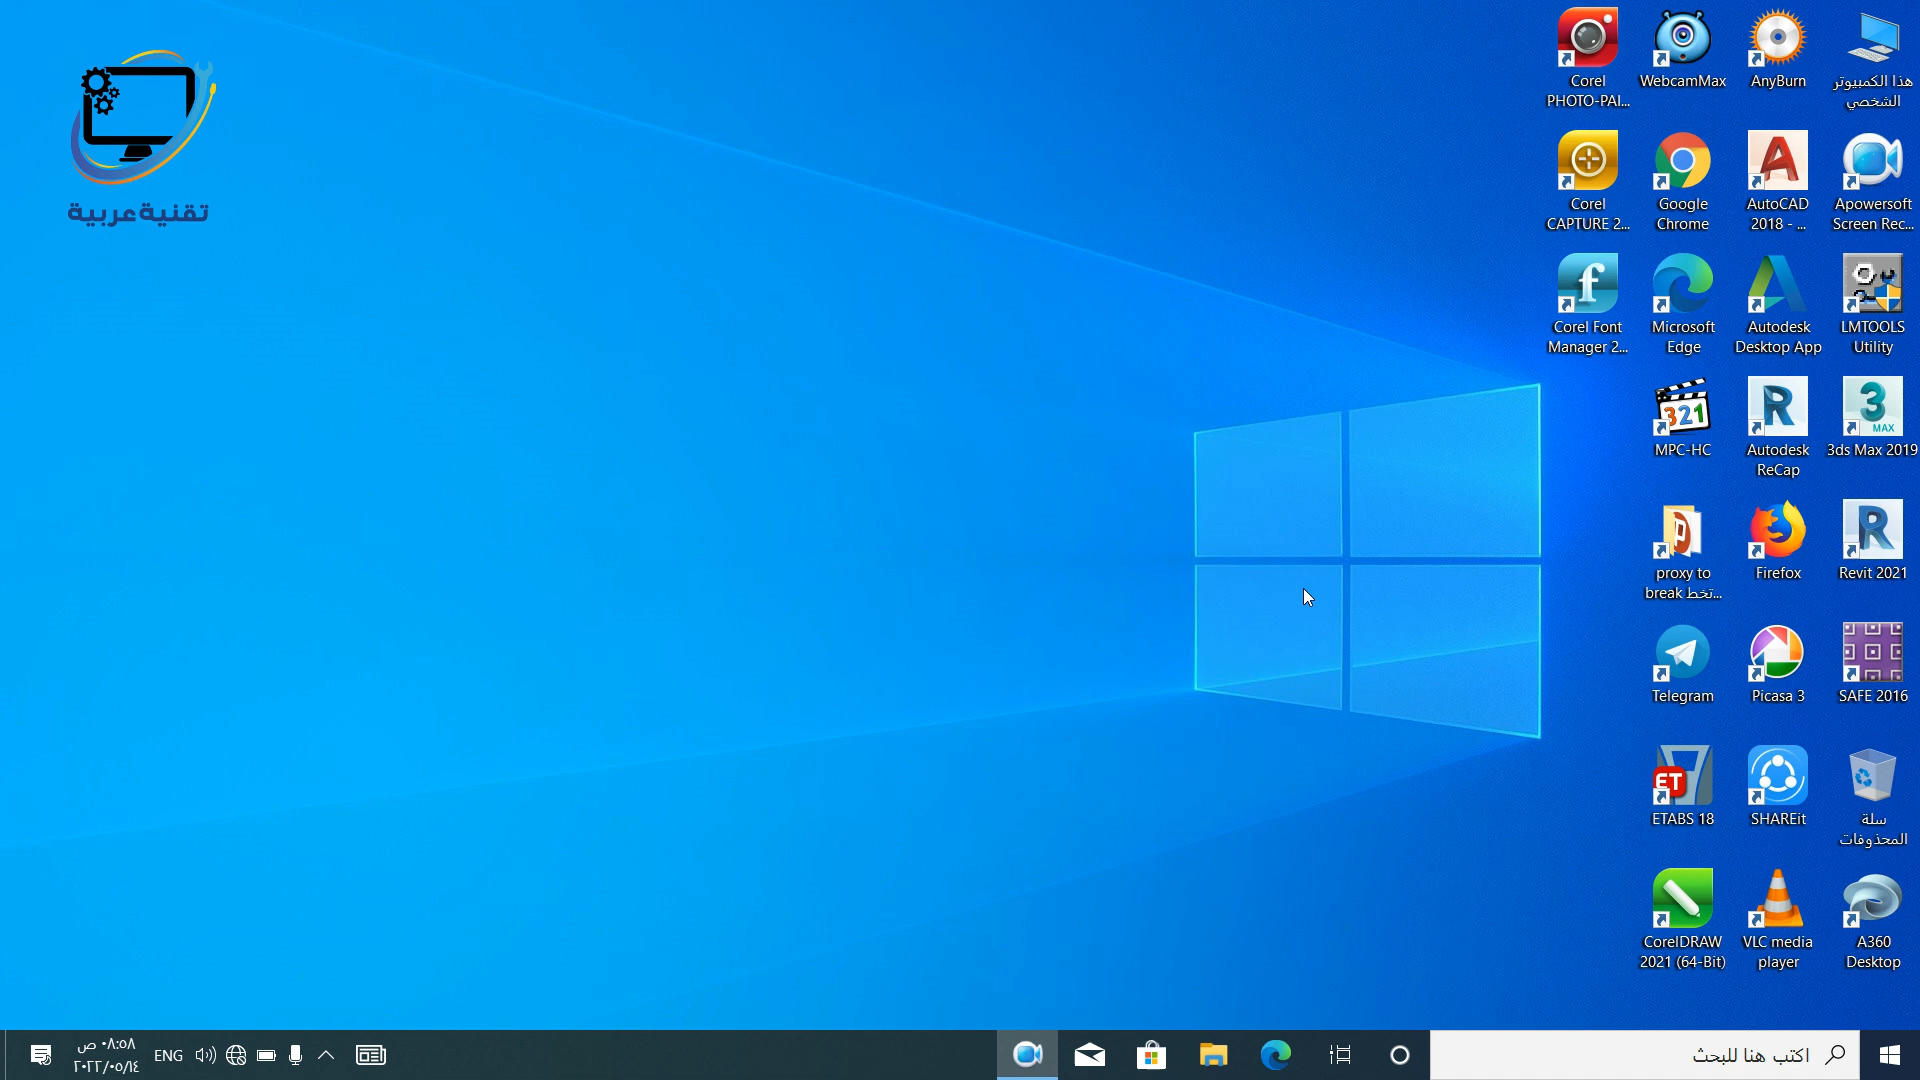 تقنية عربية
هذا الكمبيوتر
الشخصي
Apowersoft
Screen Rec...
LMTOOLS
Utility
3ds Max 2019
Revit 2021
SAFE 2016
سلة
المحذوفات
A360
Desktop
AnyBurn
AutoCAD
2018 - ...
Autodesk
Desktop App
Autodesk
ReCap
Firefox
Picasa 3
SHAREit
VLC media
player
WebcamMax
Google
Chrome
Microsoft
Edge
MPC-HC
321
proxy to
break تخط...
Telegram
ETABS 18
CorelDRAW
2021 (64-Bit)
Corel
PHOTO-PAI...
Corel
CAPTURE 2...
Corel Font
Manager 2...
اكتب هنا للبحث
ENG
٠٨:٥٨ ص
٢٠٢٢/٠٥/١٤